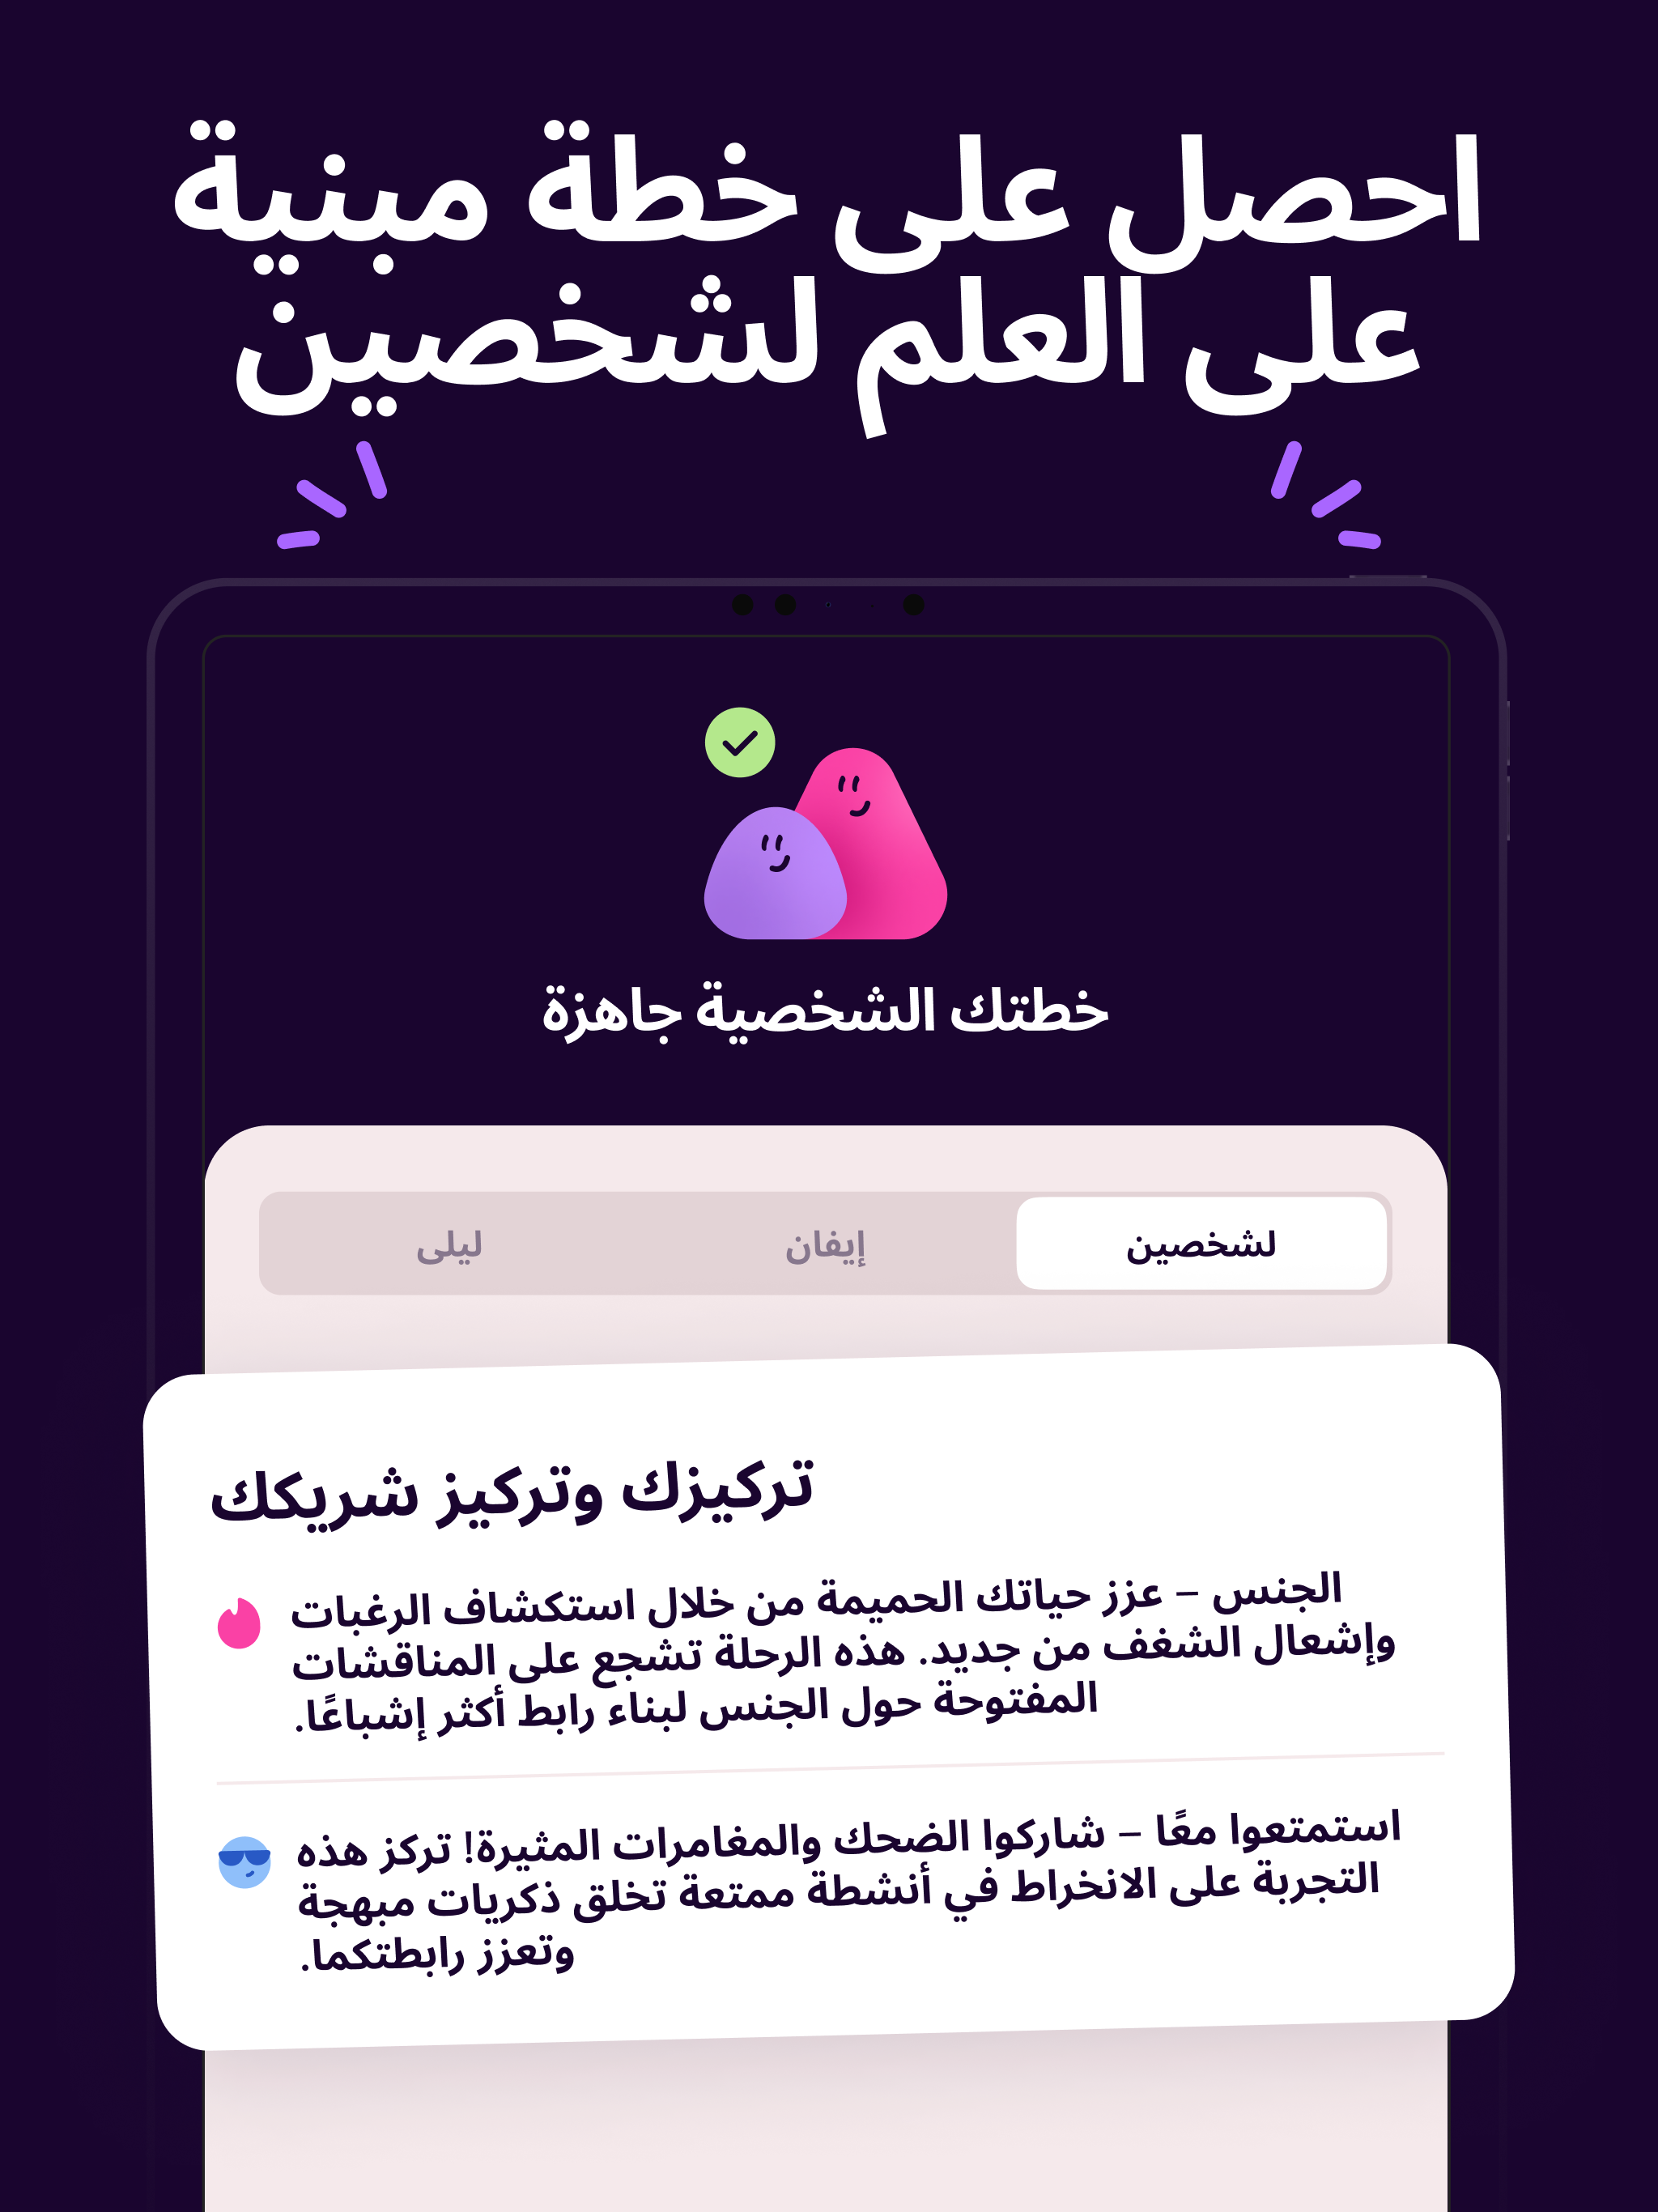 احصل على خطة مبنية
على العلم لشخصين
خطتك الشخصية جاهزة
لشخصين
إيفان
ليلى
تركيزك وتركيز شريكك
الجنس – عزز حياتك الحميمة من خلال استكشاف الرغبات
وإشعال الشغف من جديد. هذه الرحلة تشجع على المناقشات
المفتوحة حول الجنس لبناء رابط أكثر إشباعًا.
استمتعوا معًا – شاركوا الضحك والمغامرات المثيرة! تركز هذه
التجربة على الانخراط في أنشطة ممتعة تخلق ذكريات مبهجة
وتعزز رابطتكما.